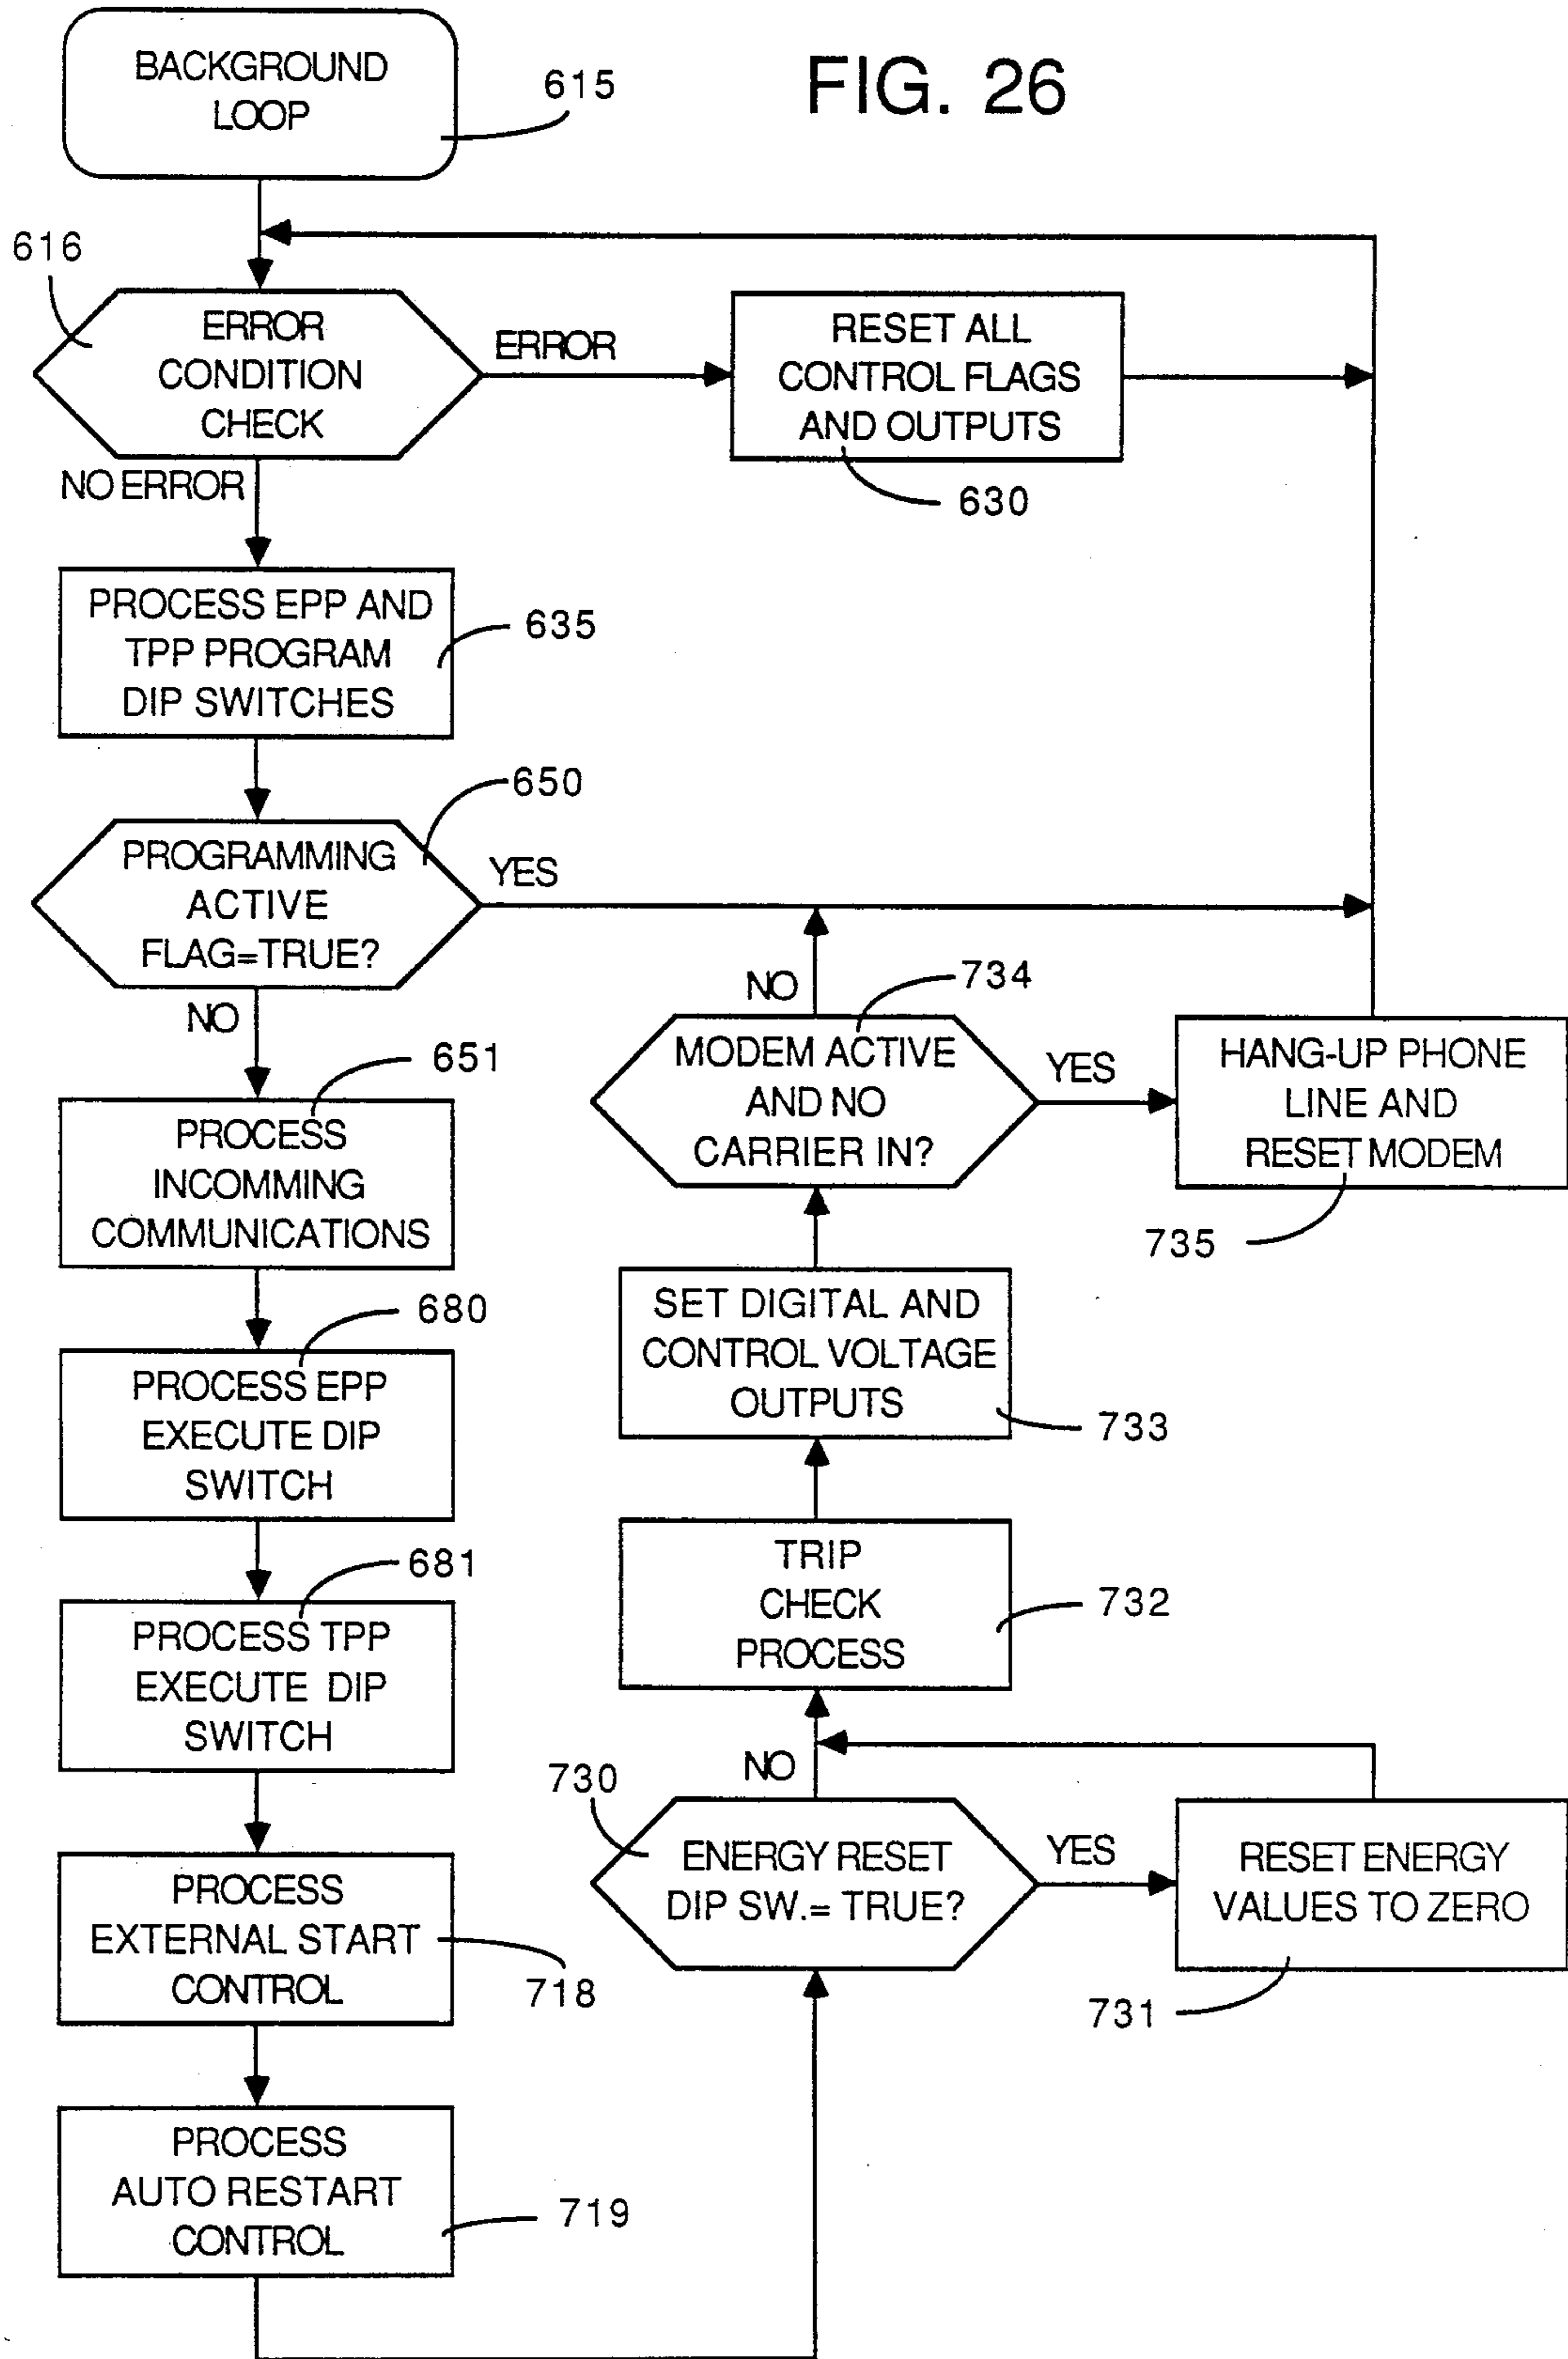 BACKGROUND
LOOP
615
FIG. 26
616
ERROR
CONDITION
CHECK
ERROR
RESET ALL
CONTROL FLAGS
AND OUTPUTS
630
NO ERROR
PROCESS EPP AND
TPP PROGRAM
DIP SWITCHES
635
650
PROGRAMMING
ACTIVE
FLAG=TRUE?
YES
NO
651
PROCESS
INCOMMING
COMMUNICATIONS
680
PROCESS EPP
EXECUTE DIP
SWITCH
681
PROCESS TPP
EXECUTE DIP
SWITCH
PROCESS
EXTERNAL START
CONTROL
718
PROCESS
AUTO RESTART
CONTROL
719
NO
734
MODEM ACTIVE
AND NO
CARRIER IN?
YES
HANG-UP PHONE
LINE AND
RESET MODEM
735
SET DIGITAL AND
CONTROL VOLTAGE
OUTPUTS
733
TRIP
CHECK
PROCESS
732
NO
730
ENERGY RESET
DIP SW.= TRUE?
YES
RESET ENERGY
VALUES TO ZERO
731